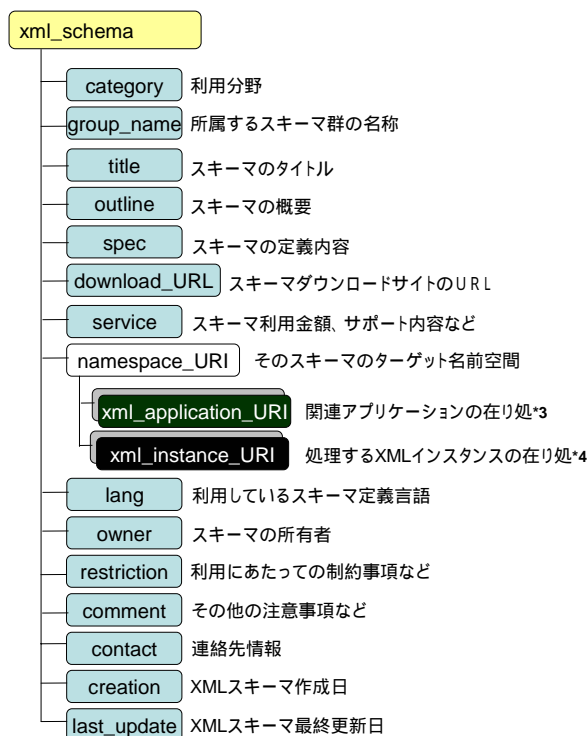 xml_schema
category 利用分野
group_name 所属するスキーマ群の名称
title スキーマのタイトル
outline スキーマの概要
spec スキーマの定義内容
download_URL スキーマダウンロードサイトのURL
service スキーマ利用金額、サポート内容など
namespace_URI そのスキーマのターゲット名前空間
xml_application_URI 関連アプリケーションの在り処*3
xml_instance_URI 処理するXMLインスタンスの在り処*4
lang 利用しているスキーマ定義言語
owner スキーマの所有者
restriction 利用にあたっての制約事項など
comment その他の注意事項など
contact 連絡先情報
creation XMLスキーマ作成日
last_update XMLスキーマ最終更新日